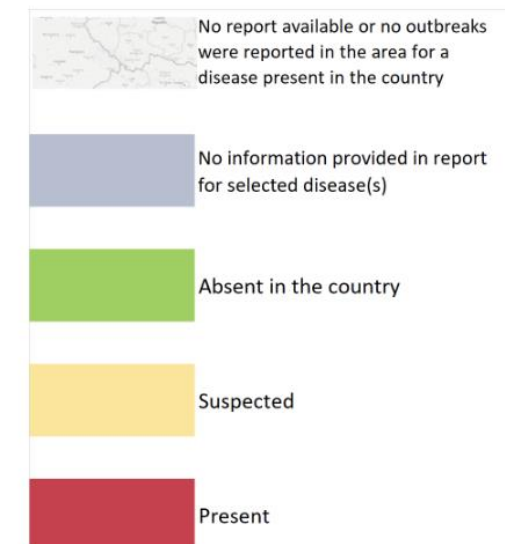 No report available or no outbreaks
were reported in the area for a
disease present in the country
No information provided in report
for selected disease(s)
Absent in the country
Suspected
Present